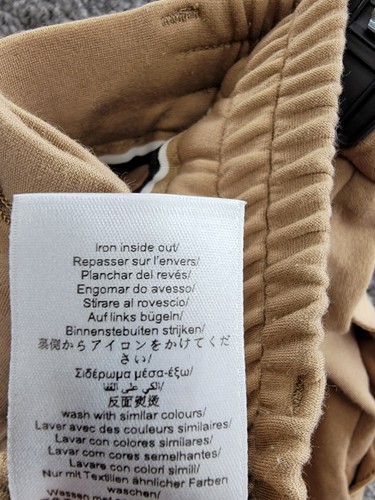 Iron inside out/
Repasser sur l'envers/
Planchar del revés/
Engomar do avesso/
Stirare al rovescio/
Auf links bügeln/
Binnenstebuiten strijken/
裏側からアイロンをかけてくだ
さい/
Σιδέρωμα μέσα-έξω/
الكي على القفا/
反面熨烫
wash with similar colours/
Laver avec des couleurs similaires/
Lavar con colores similares/
Lavar com cores semelhantes/
Lavare con colori simili/
Nur mit Textilien ähnlicher Farben
waschen/
Wassen met